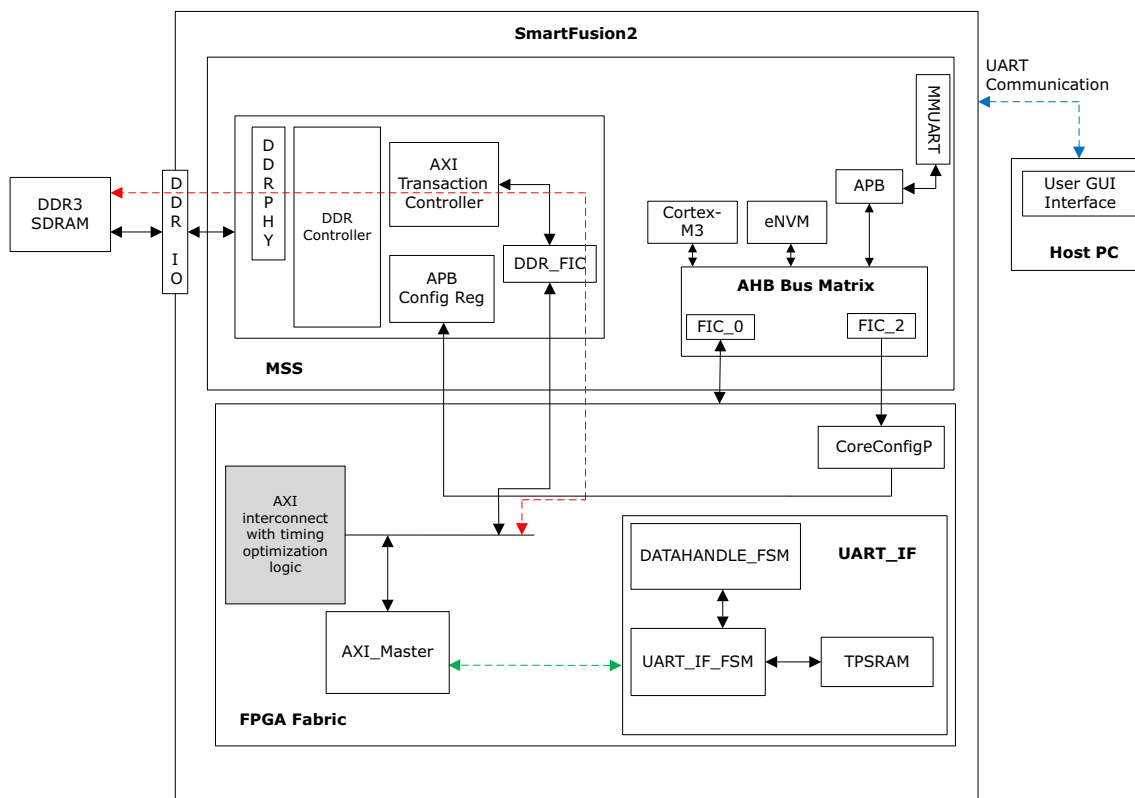 SmartFusion2
UART
Communication
MMUART
D
D
R
P
H
Y
AXI
Transaction
Controller
DDR
Controller
DDR3
SDRAM
D
D
R
IO
APB
Cortex-
M3
eNVM
User GUI
Interface
Host PC
DDR_FIC
APB
Config Reg
AHB Bus Matrix
FIC_0
FIC_2
MSS
CoreConfigP
AXI
interconnect
with timing
optimization
logic
DATAHANDLE_FSM
UART_IF
AXI_Master
UART_IF_FSM
TPSRAM
FPGA Fabric